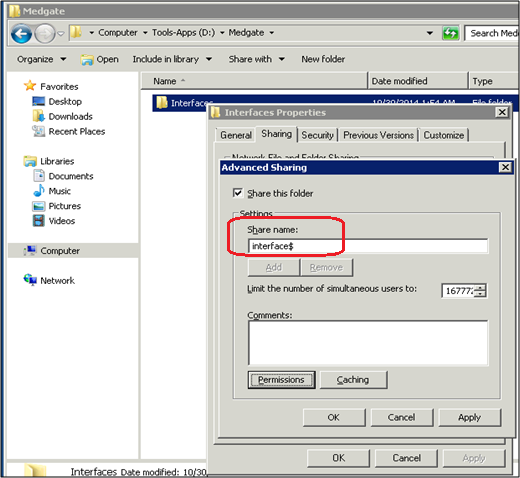 Medgate
Computer Tools-Apps (D:) Medgate Search Med
Organize Open Include in library Share with New folder
Favorites
Desktop
Downloads
Recent Places
Libraries
Documents
Music
Pictures
Videos
Computer
Network
Name Date modified Type
Interfaces 10/30/2014 1:54 AM File folder
Interfaces Properties
General Sharing Security Previous Versions Customize
Network File and Folder Sharing
Advanced Sharing
Share this folder
Settings
Share name:
interface$
Add Remove
Limit the number of simultaneous users to: 16777
Comments:
Permissions Caching
OK Cancel Apply
OK Cancel Apply
Interfaces Date modified: 10/30/